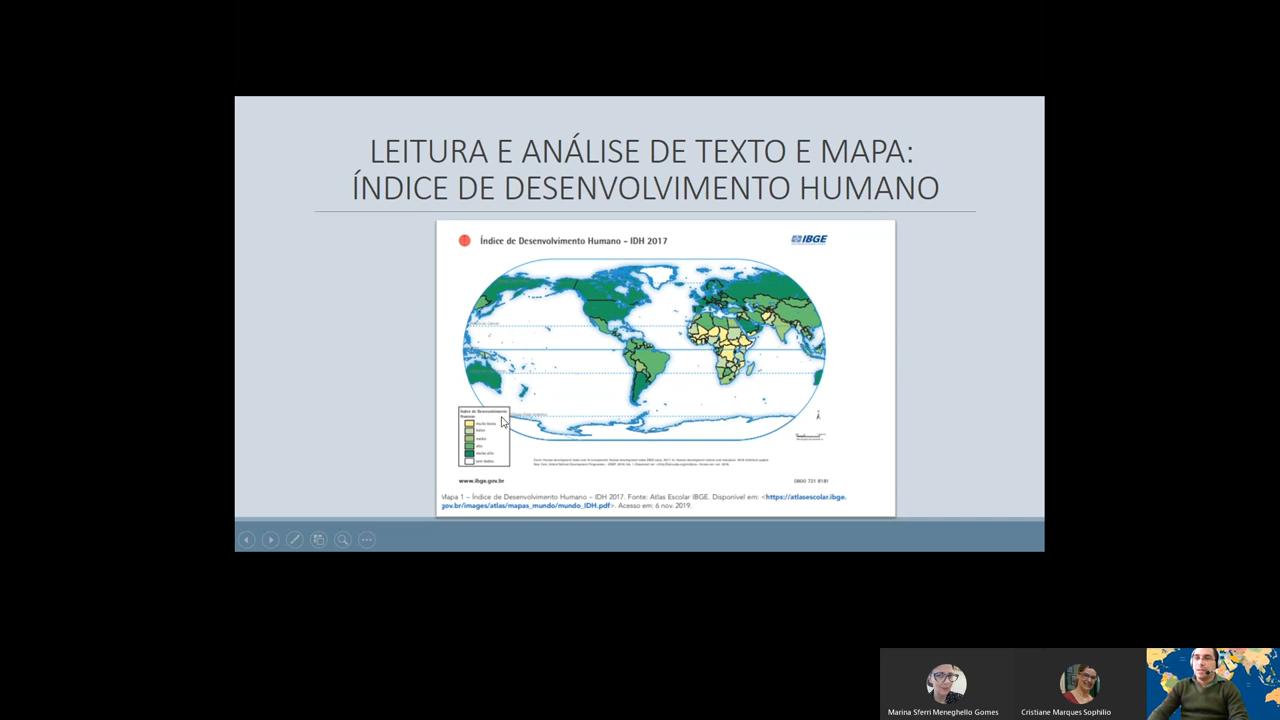 LEITURA E ANÁLISE DE TEXTO E MAPA:
ÍNDICE DE DESENVOLVIMENTO HUMANO
Índice de Desenvolvimento Humano - IDH 2017
IBGE
Índice de Desenvolvimento
Humano
muito baixo
baixo
médio
alto
muito alto
sem dados
www.ibge.gov.br
0800 721 8181
Mapa 1 – Índice de Desenvolvimento Humano – IDH 2017. Fonte: Atlas Escolar IBGE. Disponível em: <https://atlasescolar.ibge.
gov.br/images/atlas/mapas_mundo/mundo_IDH.pdf>. Acesso em: 6 nov. 2019.
Marina Sferri Meneghello Gomes
Cristiane Marques Sophilio